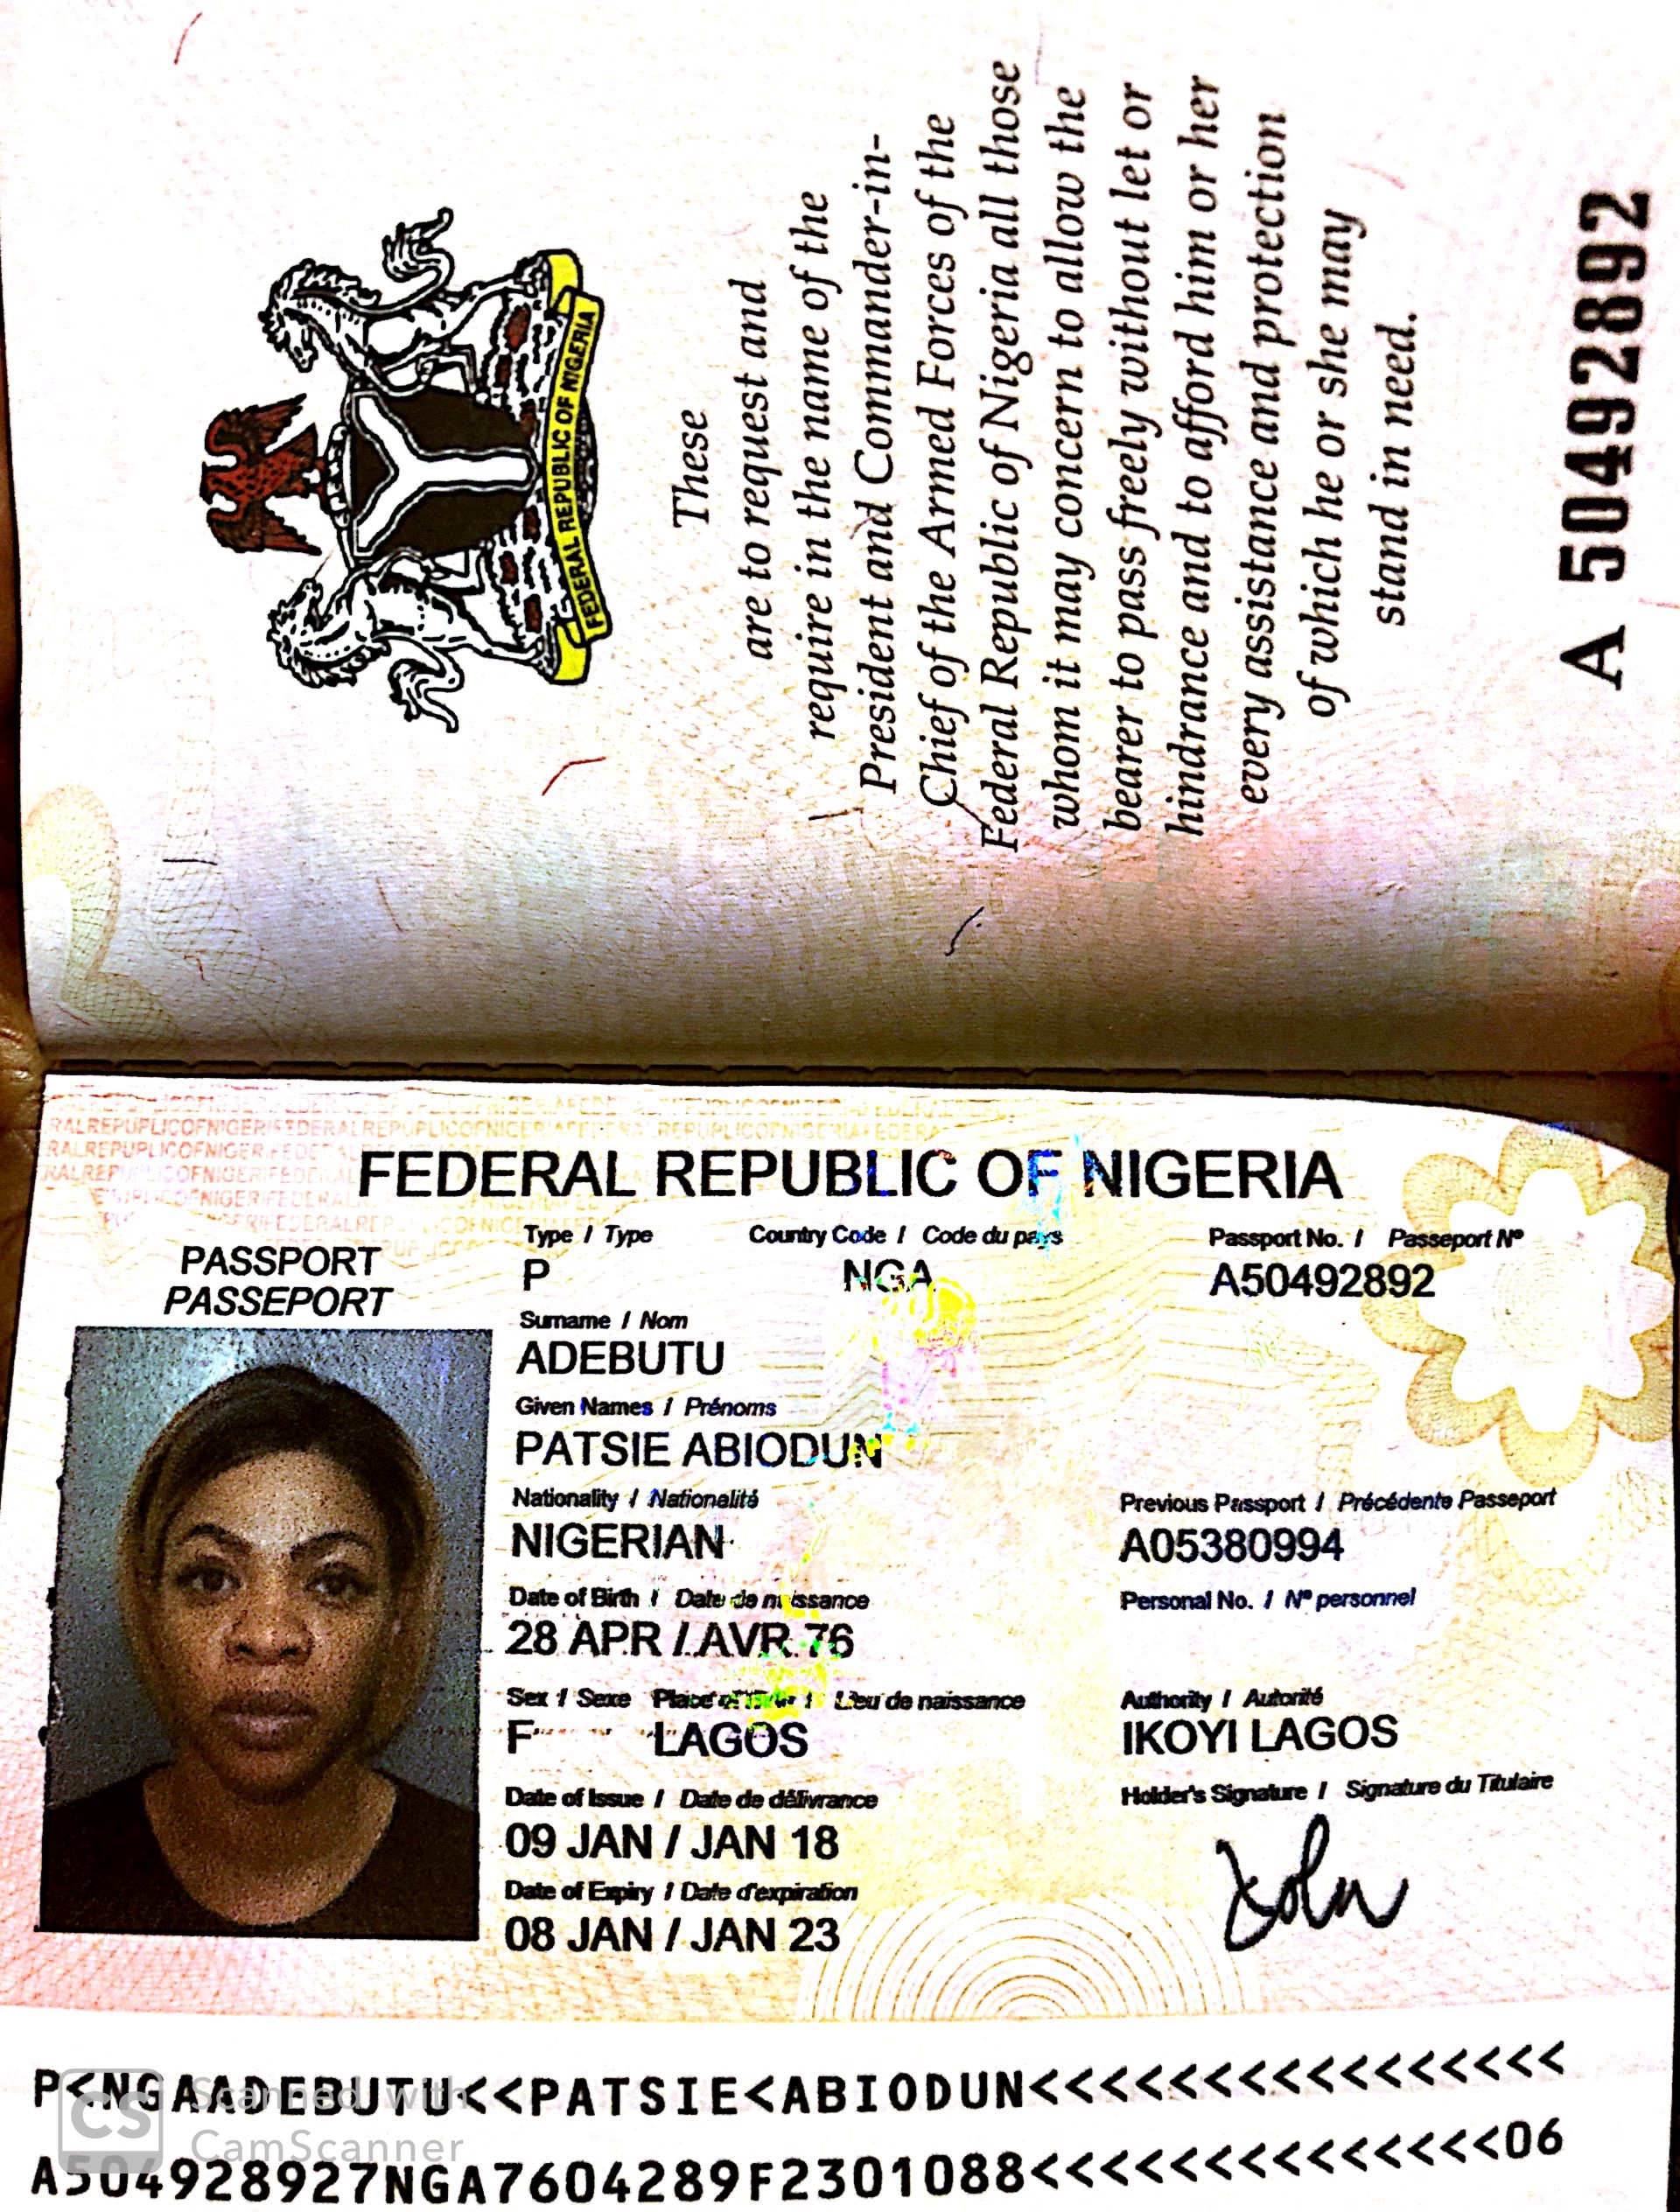 FEDERAL REPUBLIC OF NIGERIA
These
are to request and
require in the name of the
President and Commander-in-
Chief of the Armed Forces of the
Federal Republic of Nigeria all those
whom it may concern to allow the
bearer to pass freely without let or
hindrance and to afford him or her
every assistance and protection
of which he or she may
stand in need.
A 50492892
FEDERAL REPUBLIC OF NIGERIA
PASSPORT
PASSEPORT
Type / Type Country Code / Code du pays Passport No. / Passeport Nº
P NGA A50492892
Surname / Nom
ADEBUTU
Given Names / Prénoms
PATSIE ABIODUN
Nationality / Nationalité Previous Passport / Précédente Passeport
NIGERIAN A05380994
Date of Birth / Date de naissance Personal No. / Nº personnel
28 APR / AVR 76
Sex / Sexe Place of Birth / Lieu de naissance Authority / Autorité
F LAGOS IKOYI LAGOS
Date of Issue / Date de délivrance Holder's Signature / Signature du Titulaire
09 JAN / JAN 18
Date of Expiry / Date d'expiration
08 JAN / JAN 23
P<NGAADEBUTU<<PATSIE<ABIODUN<<<<<<<<<<<<<<<<
A504928927NGA7604289F2301088<<<<<<<<<<<<<<06
CS Scanned with
CamScanner